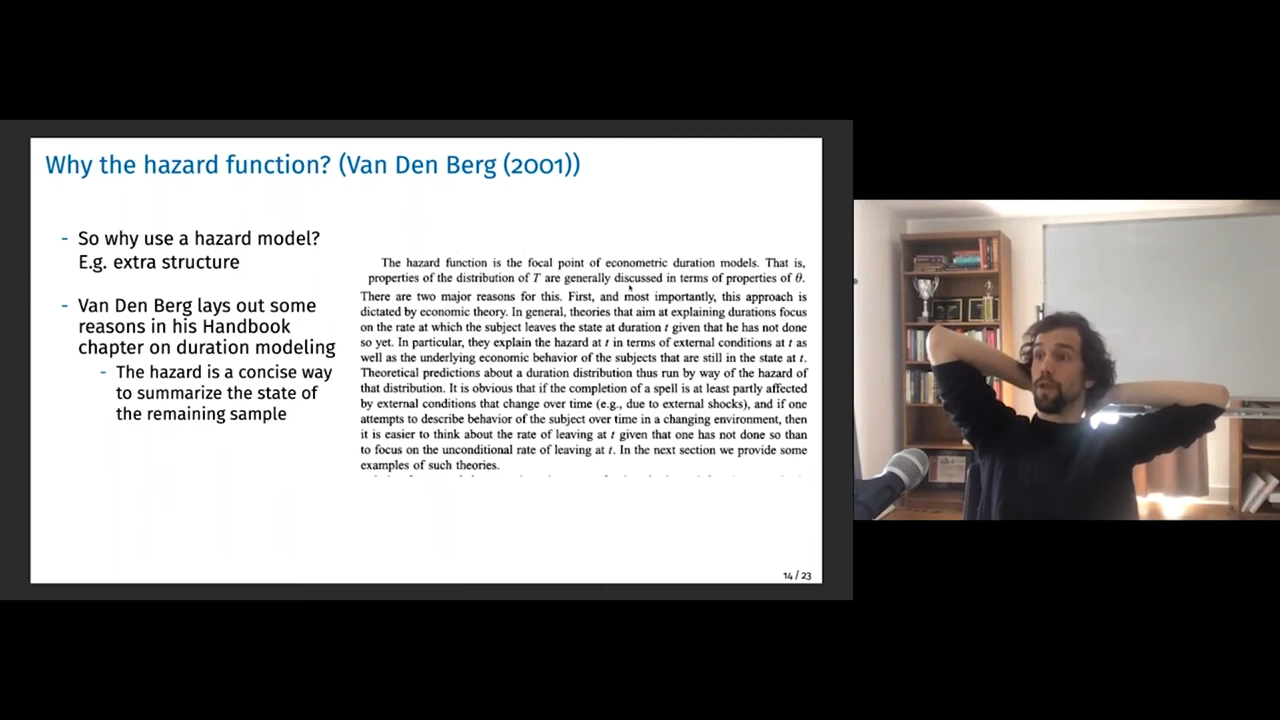 Why the hazard function? (Van Den Berg (2001))
- So why use a hazard model?
E.g. extra structure
- Van Den Berg lays out some
reasons in his Handbook
chapter on duration modeling
- The hazard is a concise way
to summarize the state of
the remaining sample
The hazard function is the focal point of econometric duration models. That is,
properties of the distribution of T are generally discussed in terms of properties of θ.
There are two major reasons for this. First, and most importantly, this approach is
dictated by economic theory. In general, theories that aim at explaining durations focus
on the rate at which the subject leaves the state at duration t given that he has not done
so yet. In particular, they explain the hazard at t in terms of external conditions at t as
well as the underlying economic behavior of the subjects that are still in the state at t.
Theoretical predictions about a duration distribution thus run by way of the hazard of
that distribution. It is obvious that if the completion of a spell is at least partly affected
by external conditions that change over time (e.g., due to external shocks), and if one
attempts to describe behavior of the subject over time in a changing environment, then
it is easier to think about the rate of leaving at t given that one has not done so than
to focus on the unconditional rate of leaving at t. In the next section we provide some
examples of such theories.
14 / 23